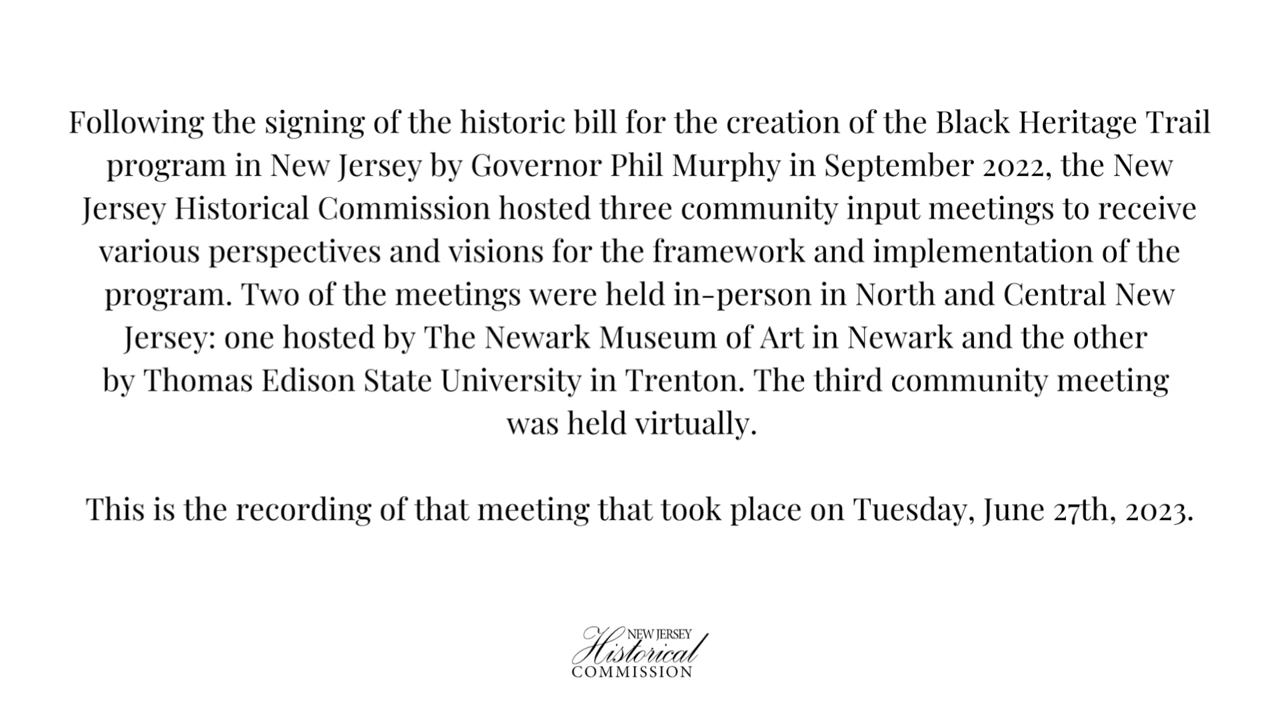 Following the signing of the historic bill for the creation of the Black Heritage Trail
program in New Jersey by Governor Phil Murphy in September 2022, the New
Jersey Historical Commission hosted three community input meetings to receive
various perspectives and visions for the framework and implementation of the
program. Two of the meetings were held in-person in North and Central New
Jersey: one hosted by The Newark Museum of Art in Newark and the other
by Thomas Edison State University in Trenton. The third community meeting
was held virtually.
This is the recording of that meeting that took place on Tuesday, June 27th, 2023.
NEW JERSEY
Historical
COMMISSION